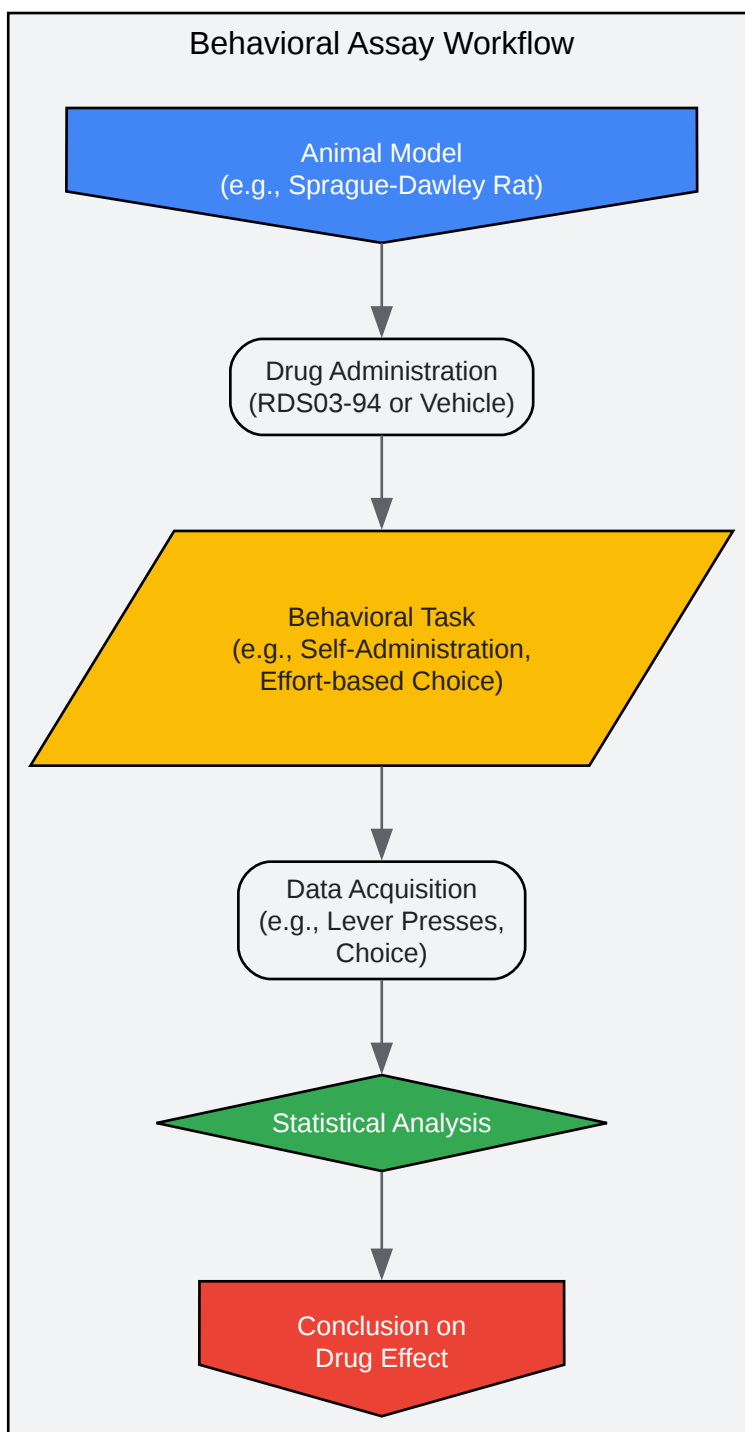 Behavioral Assay Workflow
Animal Model
(e.g., Sprague-Dawley Rat)
Drug Administration
(RDS03-94 or Vehicle)
Behavioral Task
(e.g., Self-Administration,
Effort-based Choice)
Data Acquisition
(e.g., Lever Presses,
Choice)
Statistical Analysis
Conclusion on
Drug Effect